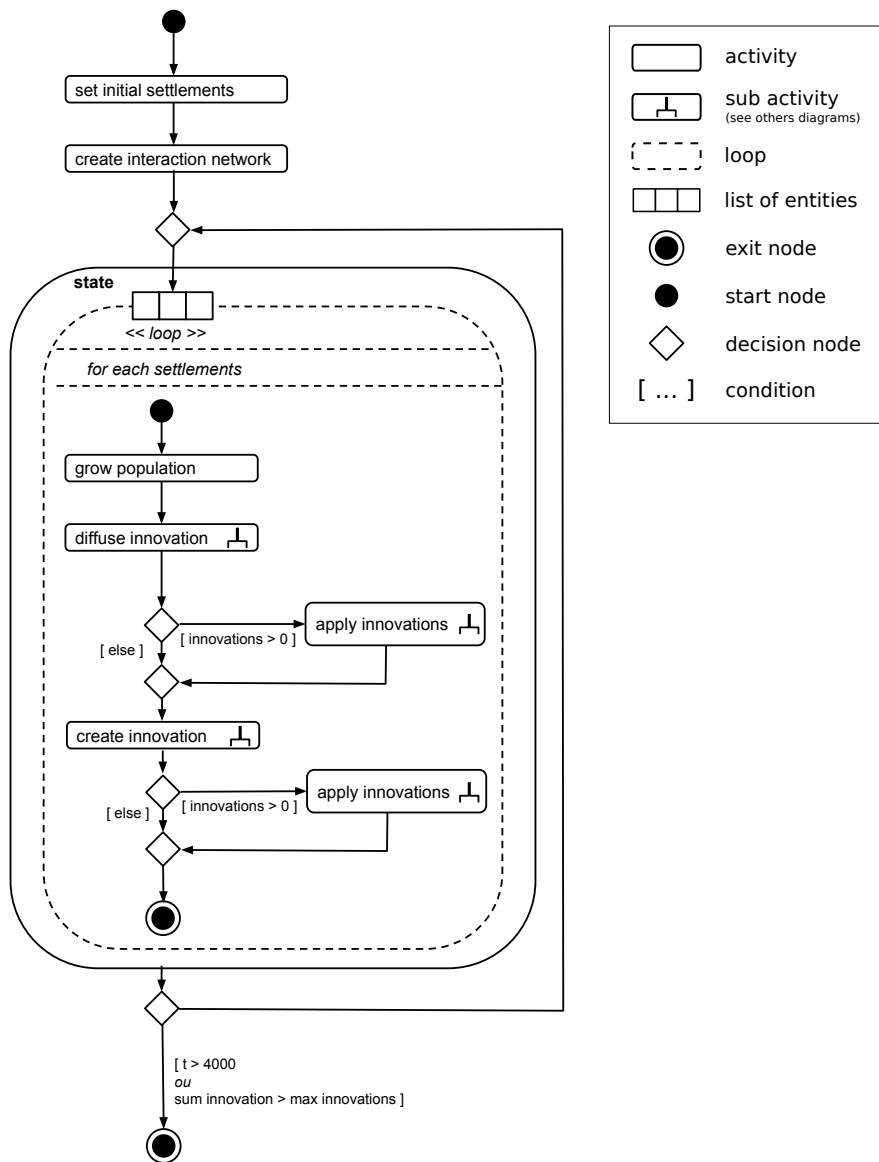 set initial settlements
create interaction network
state
<< loop >>
for each settlements
grow population
diffuse innovation
apply innovations
[ innovations > 0 ]
[ else ]
create innovation
apply innovations
[ innovations > 0 ]
[ else ]
[ t > 4000
ou
sum innovation > max innovations ]
activity
sub activity
(see others diagrams)
loop
list of entities
exit node
start node
decision node
[ ... ]
condition